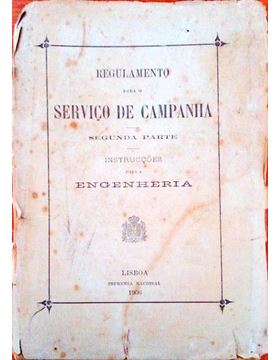 REGULAMENTO
PARA O
SERVIÇO DE CAMPANHA
SEGUNDA PARTE
INSTRUCÇÕES
PARA A
ENGENHERIA
LISBOA
IMPRENSA NACIONAL
1906